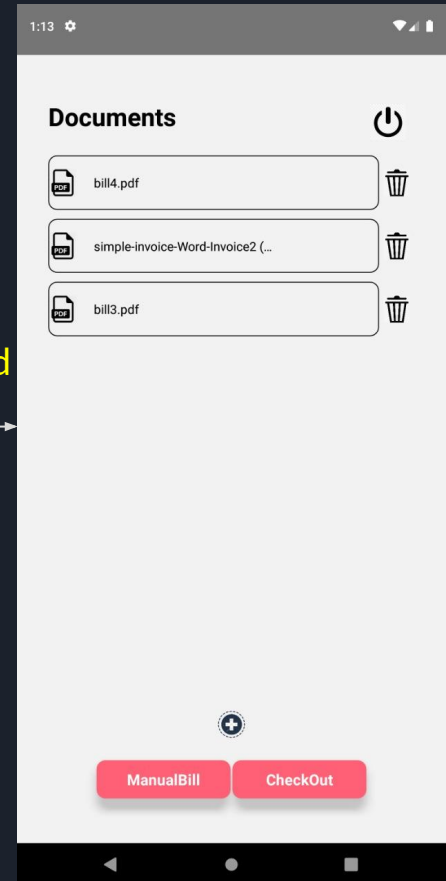 1:13
Documents
PDF bill4.pdf
PDF simple-invoice-Word-Invoice2 (...
PDF bill3.pdf
d
ManualBill CheckOut